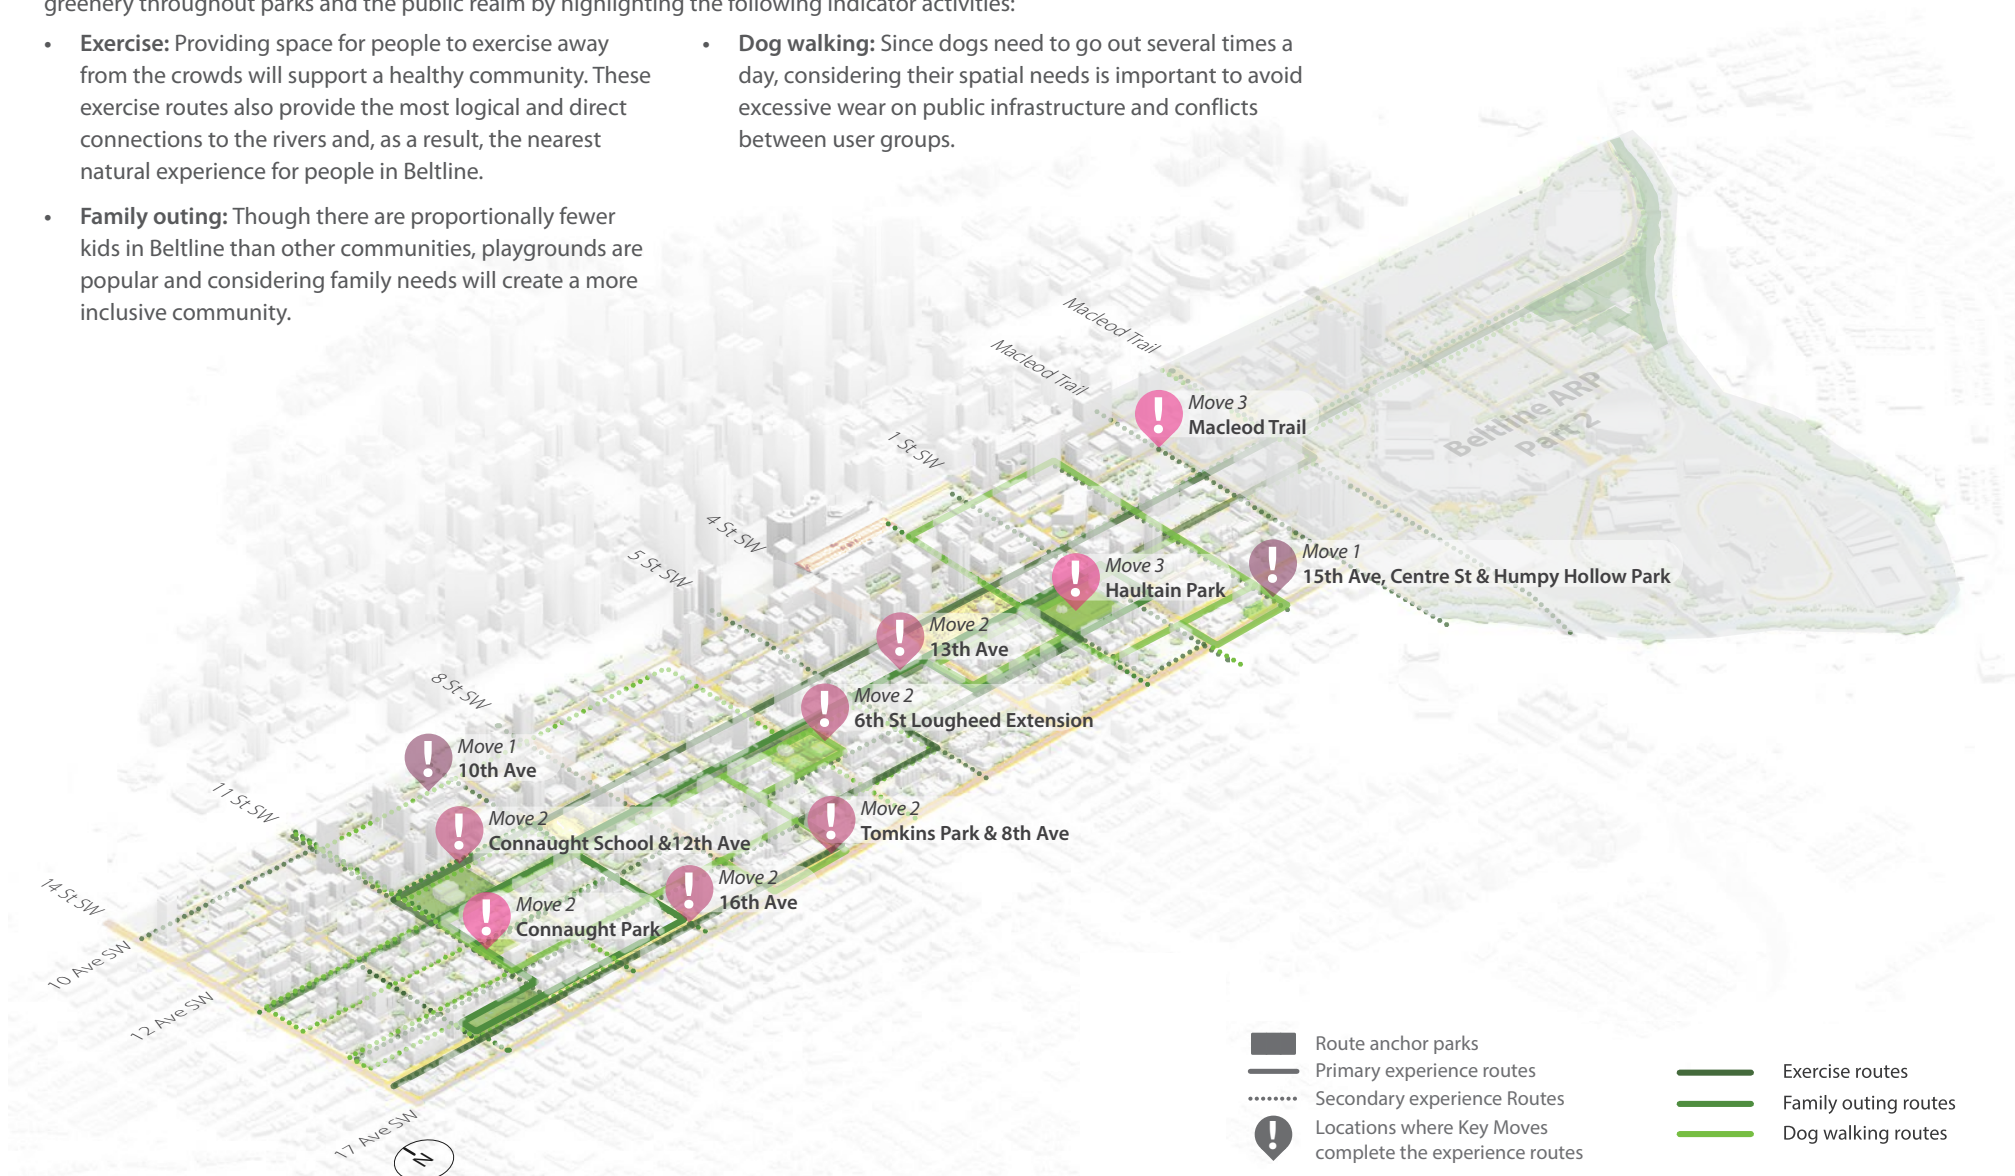 greenery throughout parks and the public realm by highlighting the following indicator activities:
• Exercise: Providing space for people to exercise away
from the crowds will support a healthy community. These
exercise routes also provide the most logical and direct
connections to the rivers and, as a result, the nearest
natural experience for people in Beltline.
• Family outing: Though there are proportionally fewer
kids in Beltline than other communities, playgrounds are
popular and considering family needs will create a more
inclusive community.
• Dog walking: Since dogs need to go out several times a
day, considering their spatial needs is important to avoid
excessive wear on public infrastructure and conflicts
between user groups.
Macleod Trail
Macleod Trail
1 St SW
4 St SW
5 St SW
8 St SW
11 St SW
14 St SW
10 Ave SW
12 Ave SW
17 Ave SW
N
Beltline ARP
Part 2
Move 3
Macleod Trail
Move 1
15th Ave, Centre St & Humpy Hollow Park
Move 3
Haultain Park
Move 2
13th Ave
Move 2
6th St Lougheed Extension
Move 1
10th Ave
Move 2
Connaught School &12th Ave
Move 2
Tomkins Park & 8th Ave
Move 2
16th Ave
Move 2
Connaught Park
Route anchor parks
Primary experience routes
Secondary experience Routes
Locations where Key Moves
complete the experience routes
Exercise routes
Family outing routes
Dog walking routes